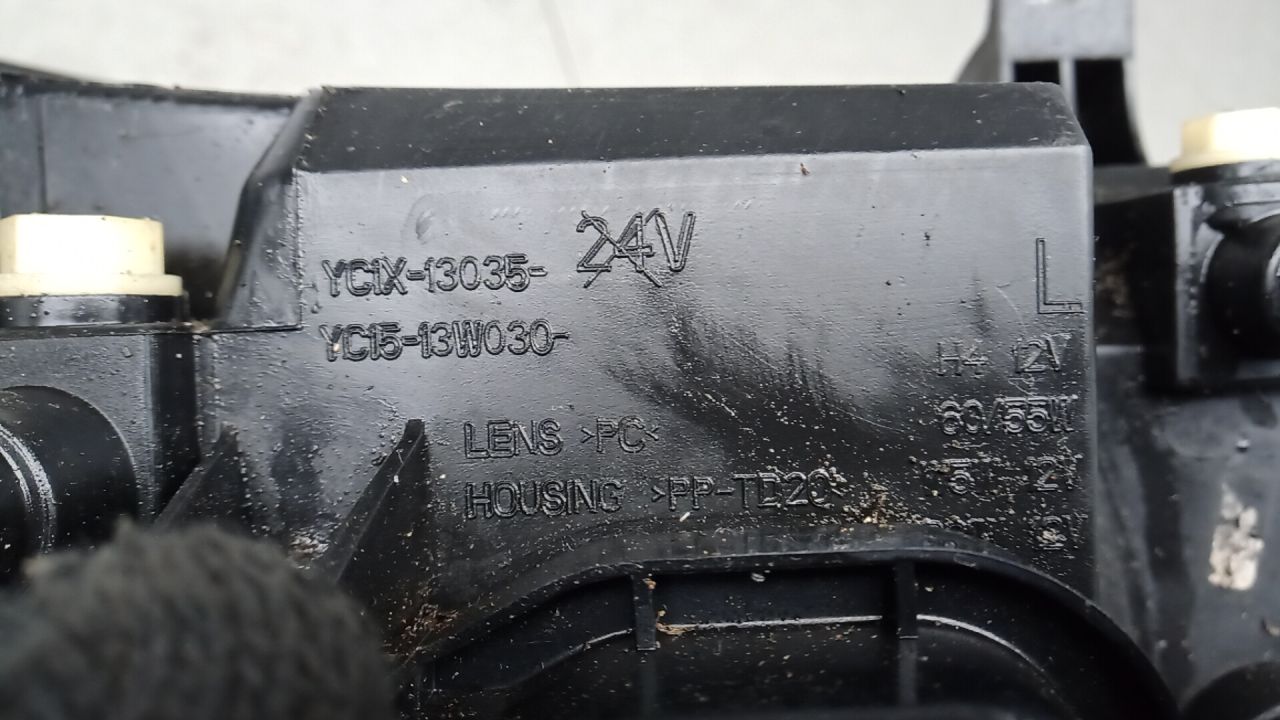 YC1X-13035- 24V
YC15-13W030-
L
H4 12V
60/55W
LENS >PC<
HOUSING >PP-TD20<